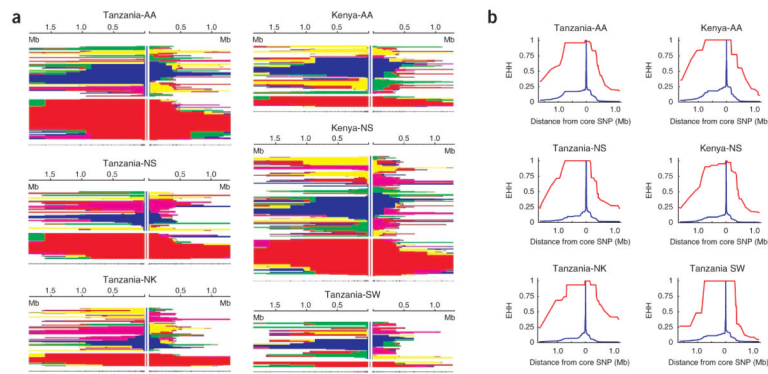 a
Tanzania-AA
Mb 1.5 1.0 0.5 0 0.5 1.0 Mb
Kenya-AA
Mb 1.5 1.0 0,5 0 0.5 1.0 Mb
Tanzania-NS
Mb 1.5 1.0 0,5 0 0.5 1.0 Mb
Kenya-NS
Mb 1.5 1.0 0,5 0 0.5 1.0 Mb
Tanzania-NK
Mb 1.5 1.0 0,5 0 0.5 1.0 Mb
Tanzania-SW
Mb 1.5 1.0 0,5 0 0.5 1.0 Mb
b
Tanzania-AA
EHH
1
0.75
0.5
0.25
0
1.0 0 1.0
Distance from core SNP (Mb)
Kenya-AA
EHH
1
0.75
0.5
0.25
0
1.0 0 1.0
Distance from core SNP (Mb)
Tanzania-NS
EHH
1
0.75
0.5
0.25
0
1.0 0 1.0
Distance from core SNP (Mb)
Kenya-NS
EHH
1
0.75
0.5
0.25
0
1.0 0 1.0
Distance from core SNP (Mb)
Tanzania-NK
EHH
1
0.75
0.5
0.25
0
1.0 0 1.0
Distance from core SNP (Mb)
Tanzania SW
EHH
1
0.75
0.5
0.25
0
1.0 0 1.0
Distance from core SNP (Mb)